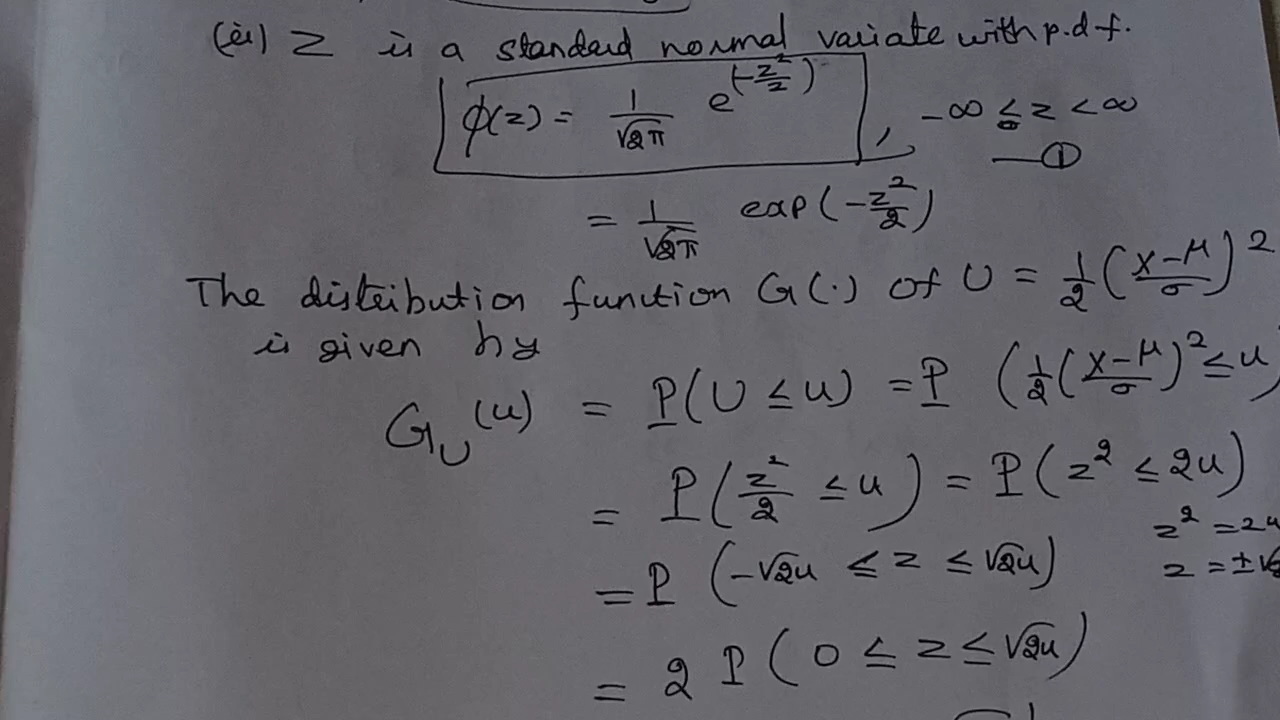 (iii) Z is a standard normal variate with p.d.f.
φ(z) = 1/√2π e^(-z²/2), -∞ ≤ z < ∞
—①
= 1/√2π exp(-z²/2)
The distribution function G(·) of U = 1/2 (X-μ/σ)²
is given by
G_U(u) = P(U ≤ u) = P (1/2 (X-μ/σ)² ≤ u)
= P(z²/2 ≤ u) = P(z² ≤ 2u)
z² = 2u
= P (-√2u ≤ z ≤ √2u)
z = ±√2
= 2 P (0 ≤ z ≤ √2u)